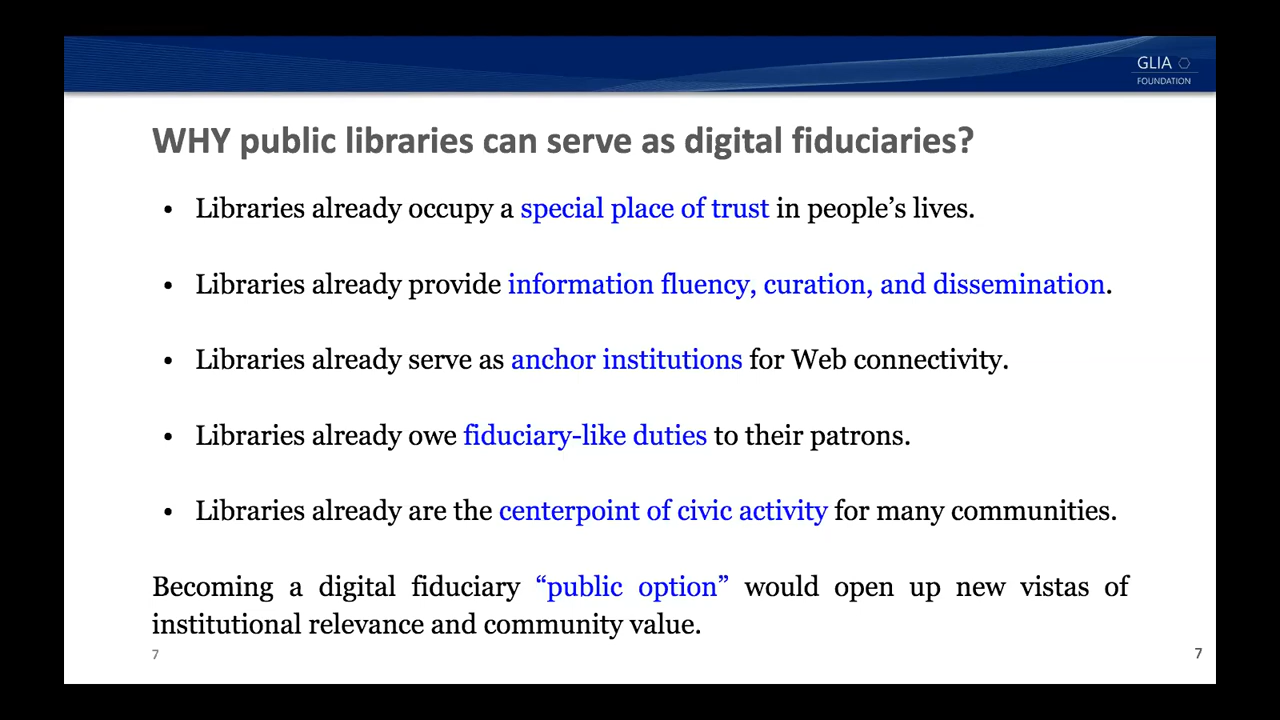 GLIA
FOUNDATION
WHY public libraries can serve as digital fiduciaries?
• Libraries already occupy a special place of trust in people’s lives.
• Libraries already provide information fluency, curation, and dissemination.
• Libraries already serve as anchor institutions for Web connectivity.
• Libraries already owe fiduciary-like duties to their patrons.
• Libraries already are the centerpoint of civic activity for many communities.
Becoming a digital fiduciary “public option” would open up new vistas of
institutional relevance and community value.
7
7